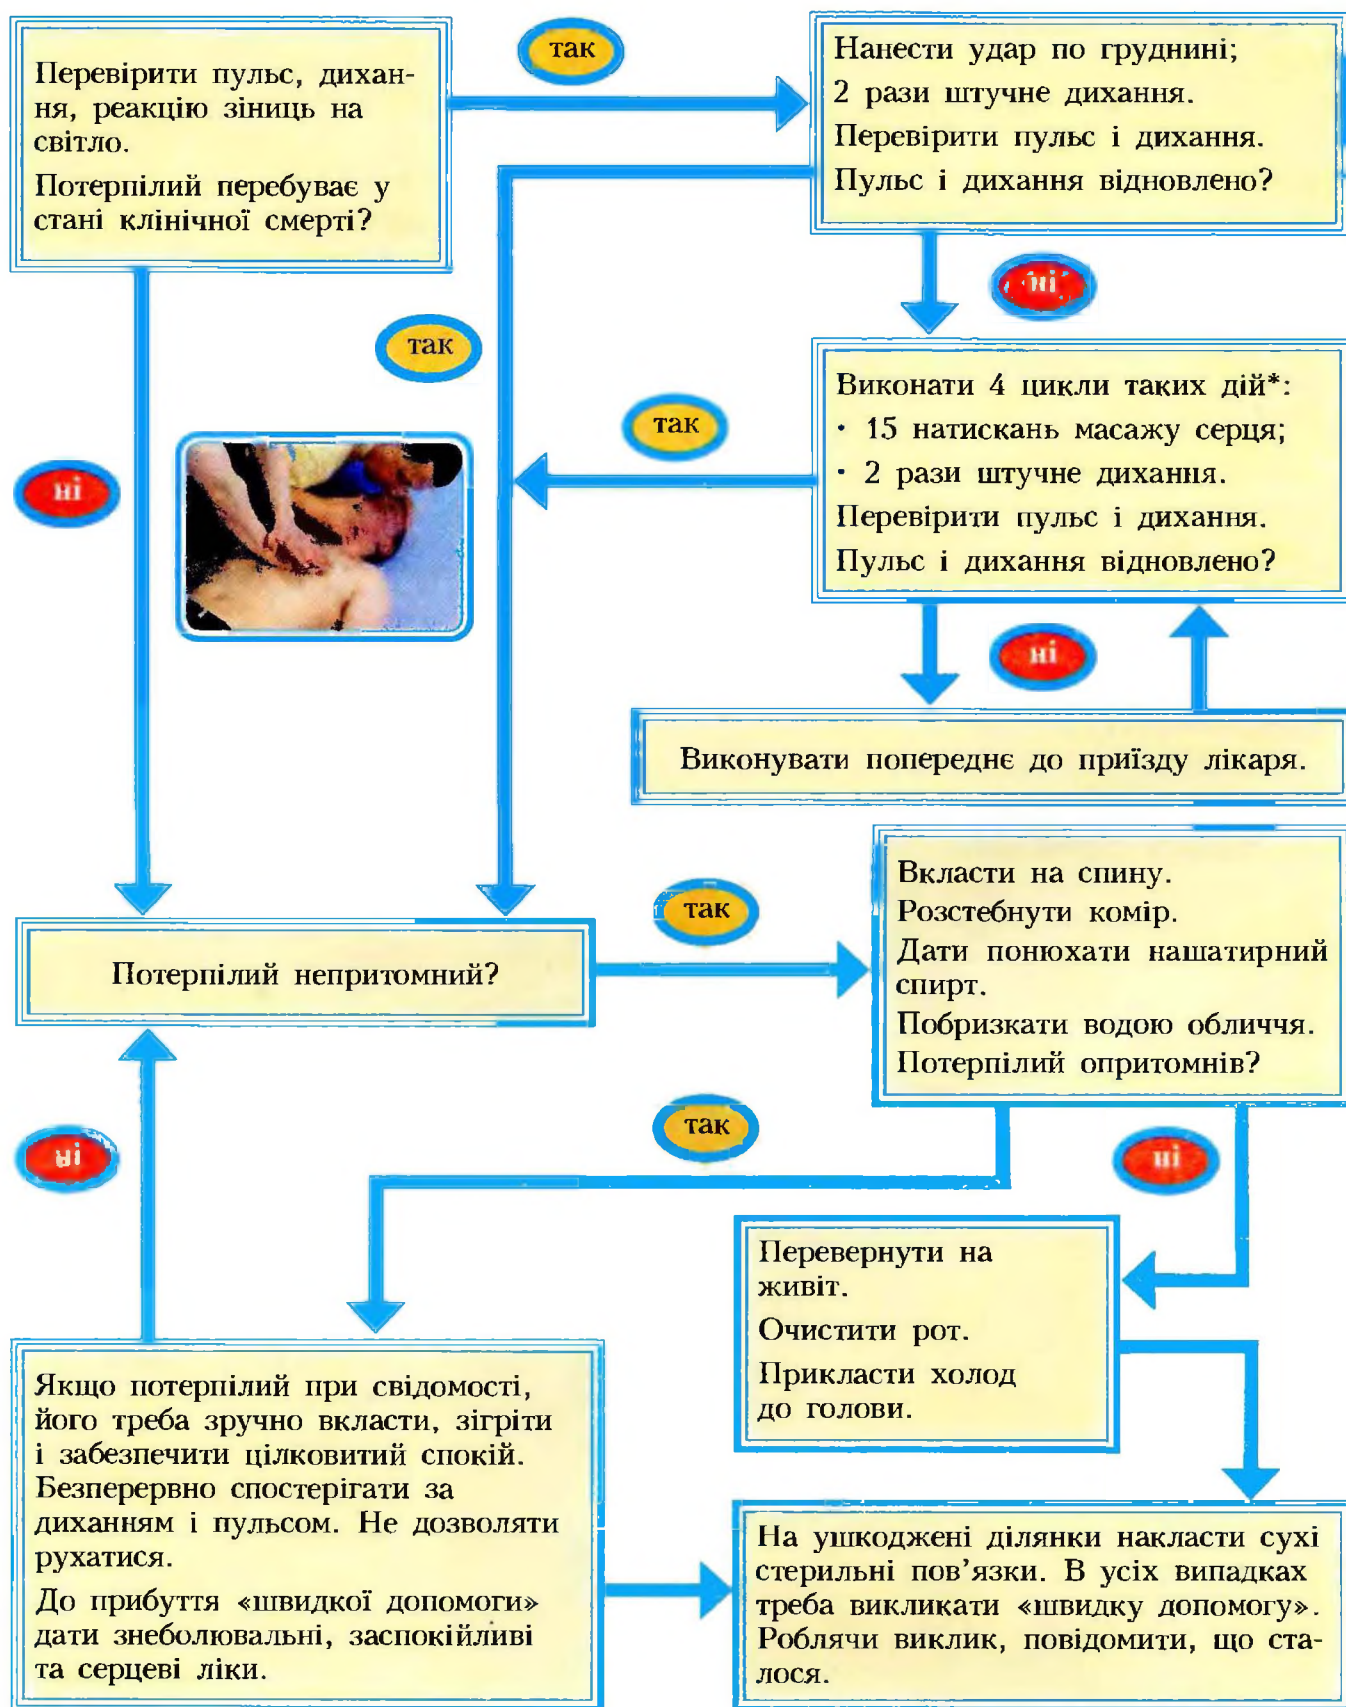 Перевірити пульс, дихан-
ня, реакцію зіниць на
світло.
Потерпілий перебуває у
стані клінічної смерті?
так
Нанести удар по груднині;
2 рази штучне дихання.
Перевірити пульс і дихання.
Пульс і дихання відновлено?
ні
так
Виконати 4 цикли таких дій*:
· 15 натискань масажу серця;
· 2 рази штучне дихання.
Перевірити пульс і дихання.
Пульс і дихання відновлено?
так
ні
ні
Виконувати попереднє до приїзду лікаря.
Потерпілий непритомний?
так
Вкласти на спину.
Розстебнути комір.
Дати понюхати нашатирний
спирт.
Побризкати водою обличчя.
Потерпілий опритомнів?
так
ні
ні
Перевернути на
живіт.
Очистити рот.
Прикласти холод
до голови.
Якщо потерпілий при свідомості,
його треба зручно вкласти, зігріти
і забезпечити цілковитий спокій.
Безперервно спостерігати за
диханням і пульсом. Не дозволяти
рухатися.
До прибуття «швидкої допомоги»
дати знеболювальні, заспокійливі
та серцеві ліки.
На ушкоджені ділянки накласти сухі
стерильні пов’язки. В усіх випадках
треба викликати «швидку допомогу».
Роблячи виклик, повідомити, що ста-
лося.